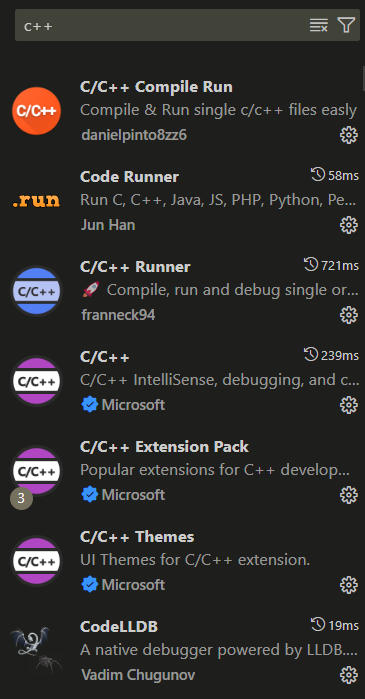 c++
C/C++ Compile Run
Compile & Run single c/c++ files easly
danielpinto8zz6
Code Runner 58ms
Run C, C++, Java, JS, PHP, Python, Pe...
Jun Han
C/C++ Runner 721ms
🚀 Compile, run and debug single or...
franneck94
C/C++ 239ms
C/C++ IntelliSense, debugging, and c...
Microsoft
C/C++ Extension Pack
Popular extensions for C++ develop...
3 Microsoft
C/C++ Themes
UI Themes for C/C++ extension.
Microsoft
CodeLLDB 19ms
A native debugger powered by LLDB....
Vadim Chugunov
C/C++
.run
C/C++
C/C++
C/C++
C/C++